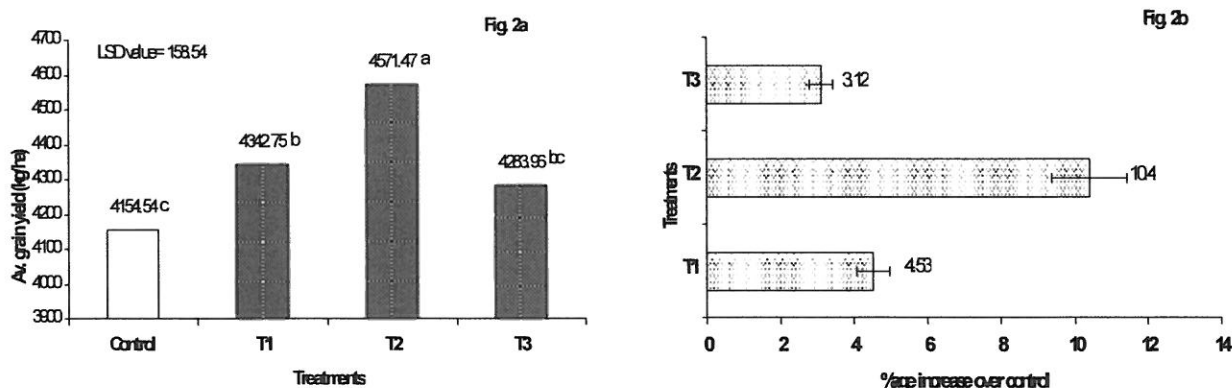 Fig. 2a
LSD value= 158.54
4700
4600
4500
4400
4300
4200
4100
4000
3900
Av. grain yield (kg/ha)
4154.54 c
4342.75 b
4571.47 a
4283.96 bc
Control T1 T2 T3
Treatments
Fig. 2b
T3
T2
T1
Treatments
3.12
10.4
4.53
0 2 4 6 8 10 12 14
%age increase over control